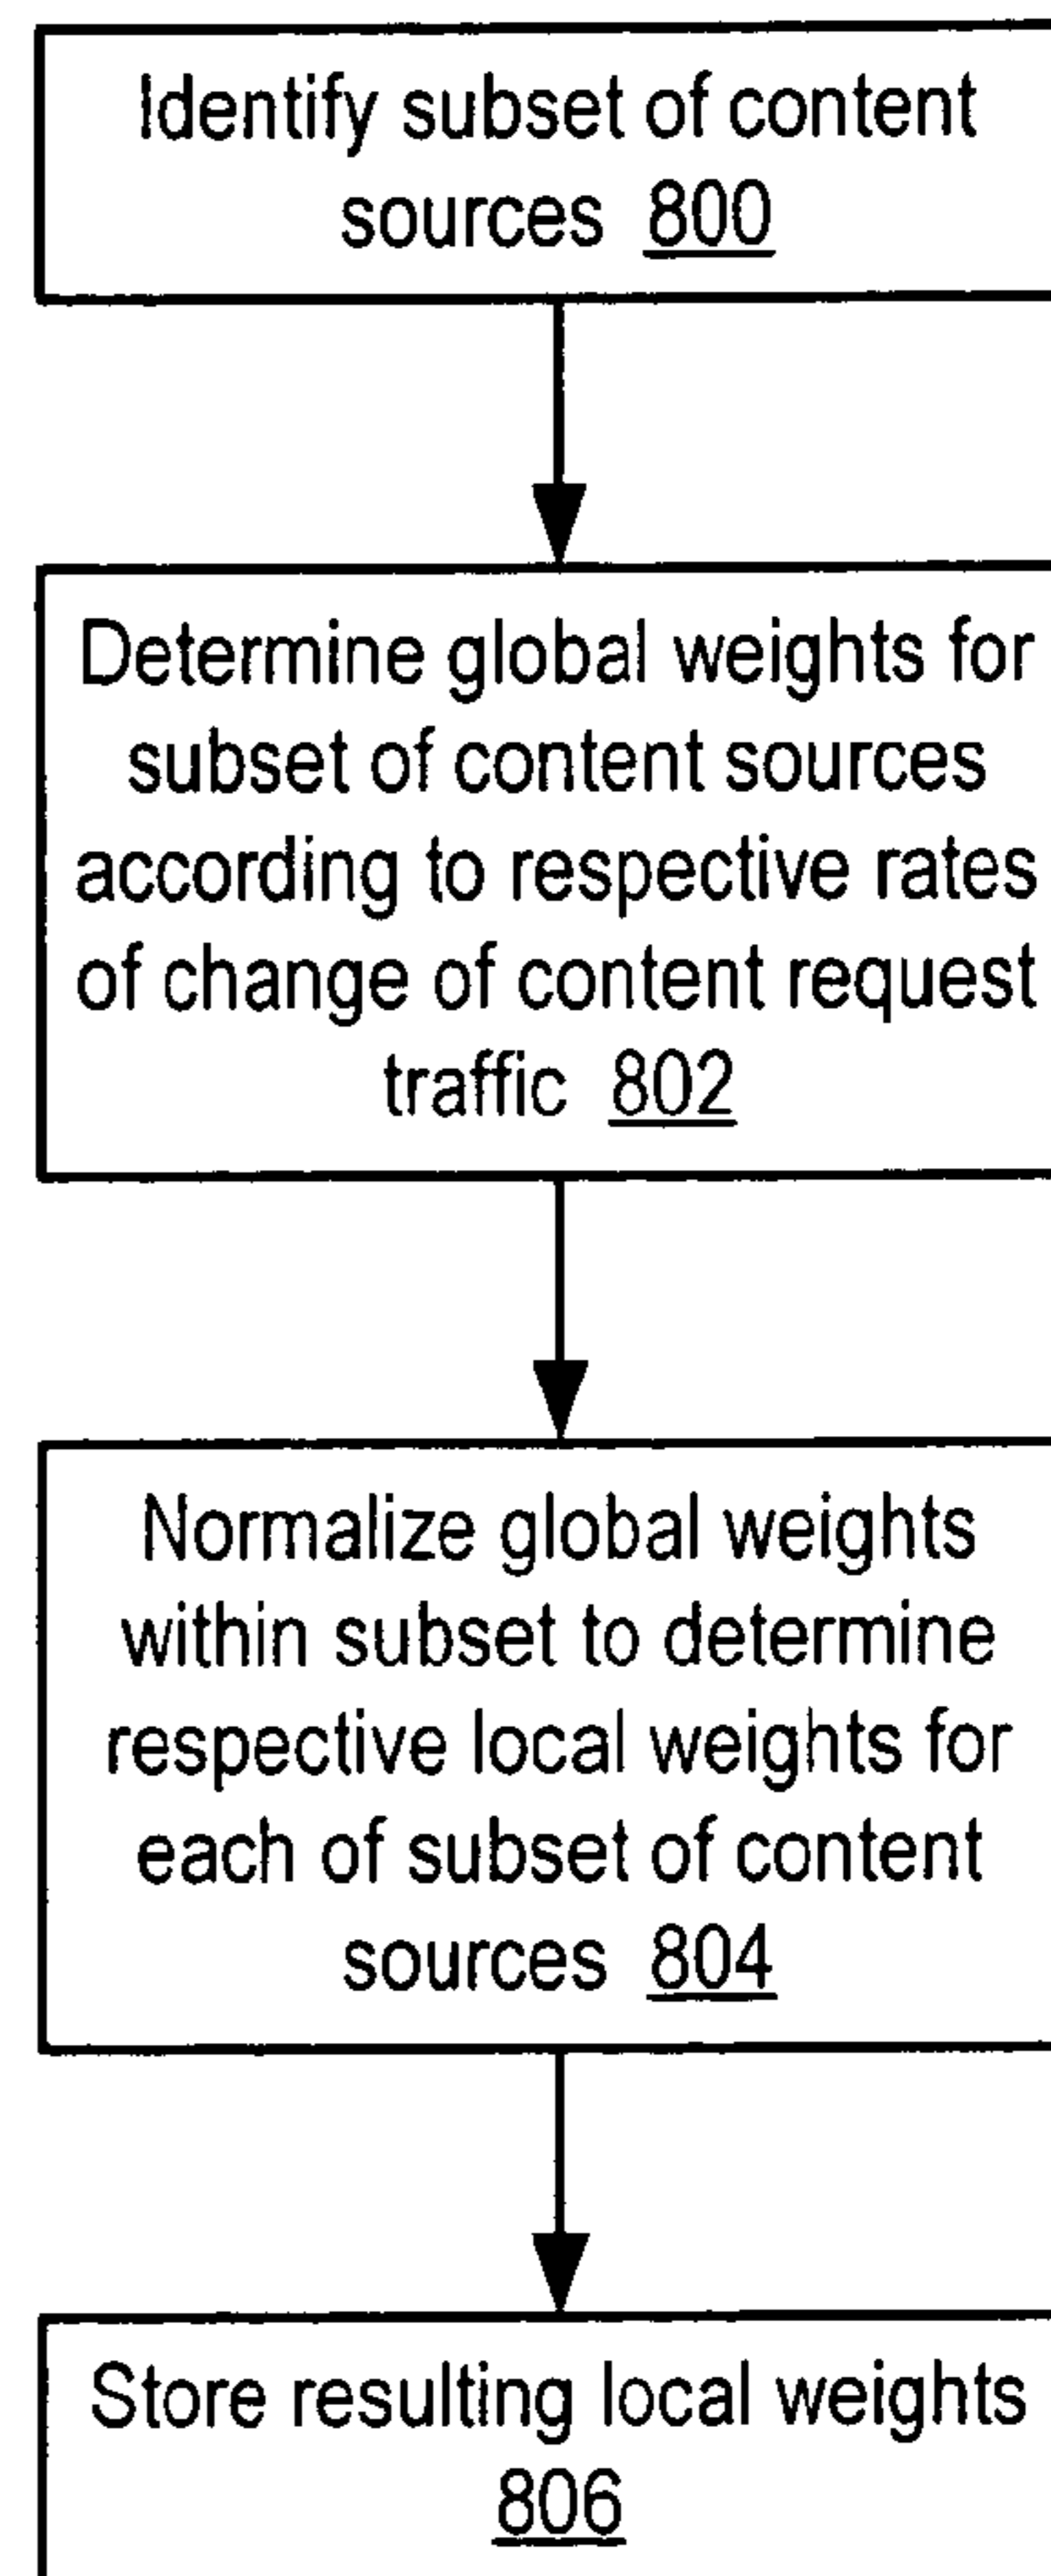 Identify subset of content
sources 800
Determine global weights for
subset of content sources
according to respective rates
of change of content request
traffic 802
Normalize global weights
within subset to determine
respective local weights for
each of subset of content
sources 804
Store resulting local weights
806